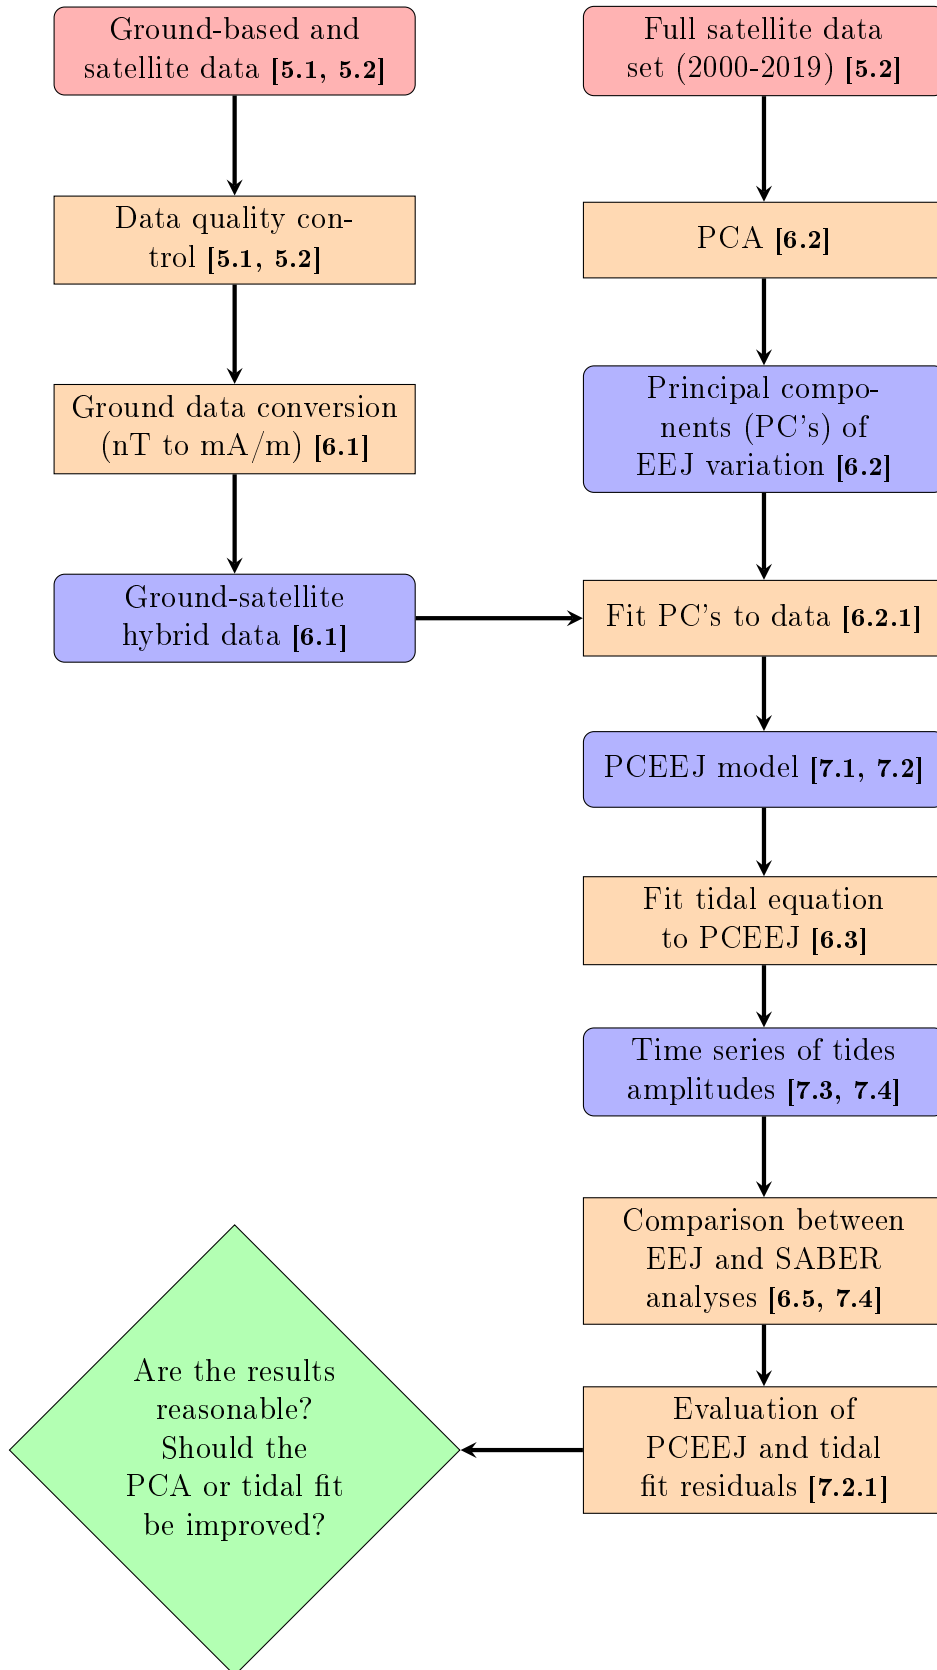 Ground-based and
satellite data [5.1, 5.2]
Data quality con-
trol [5.1, 5.2]
Ground data conversion
(nT to mA/m) [6.1]
Ground-satellite
hybrid data [6.1]
Full satellite data
set (2000-2019) [5.2]
PCA [6.2]
Principal compo-
nents (PC's) of
EEJ variation [6.2]
Fit PC's to data [6.2.1]
PCEEJ model [7.1, 7.2]
Fit tidal equation
to PCEEJ [6.3]
Time series of tides
amplitudes [7.3, 7.4]
Comparison between
EEJ and SABER
analyses [6.5, 7.4]
Evaluation of
PCEEJ and tidal
fit residuals [7.2.1]
Are the results
reasonable?
Should the
PCA or tidal fit
be improved?